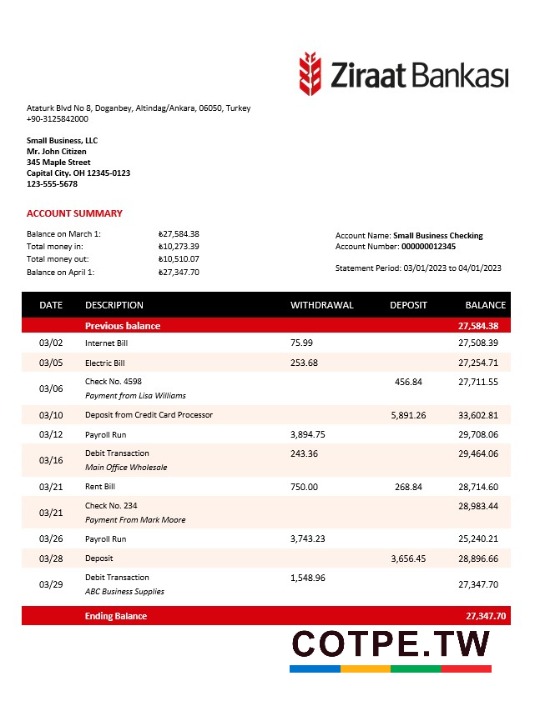 Ziraat Bankası
Ataturk Blvd No 8, Doganbey, Altindag/Ankara, 06050, Turkey
+90-3125842000
Small Business, LLC
Mr. John Citizen
345 Maple Street
Capital City. OH 12345-0123
123-555-5678
ACCOUNT SUMMARY
Balance on March 1: ₺27,584.38
Total money in: ₺10,273.39
Total money out: ₺10,510.07
Balance on April 1: ₺27,347.70
Account Name: Small Business Checking
Account Number: 000000012345
Statement Period: 03/01/2023 to 04/01/2023
DATE DESCRIPTION WITHDRAWAL DEPOSIT BALANCE
Previous balance 27,584.38
03/02 Internet Bill 75.99 27,508.39
03/05 Electric Bill 253.68 27,254.71
03/06 Check No. 4598 456.84 27,711.55
Payment from Lisa Williams
03/10 Deposit from Credit Card Processor 5,891.26 33,602.81
03/12 Payroll Run 3,894.75 29,708.06
03/16 Debit Transaction 243.36 29,464.06
Main Office Wholesale
03/21 Rent Bill 750.00 268.84 28,714.60
03/21 Check No. 234 28,983.44
Payment From Mark Moore
03/26 Payroll Run 3,743.23 25,240.21
03/28 Deposit 3,656.45 28,896.66
03/29 Debit Transaction 1,548.96 27,347.70
ABC Business Supplies
Ending Balance 27,347.70
COTPE.TW